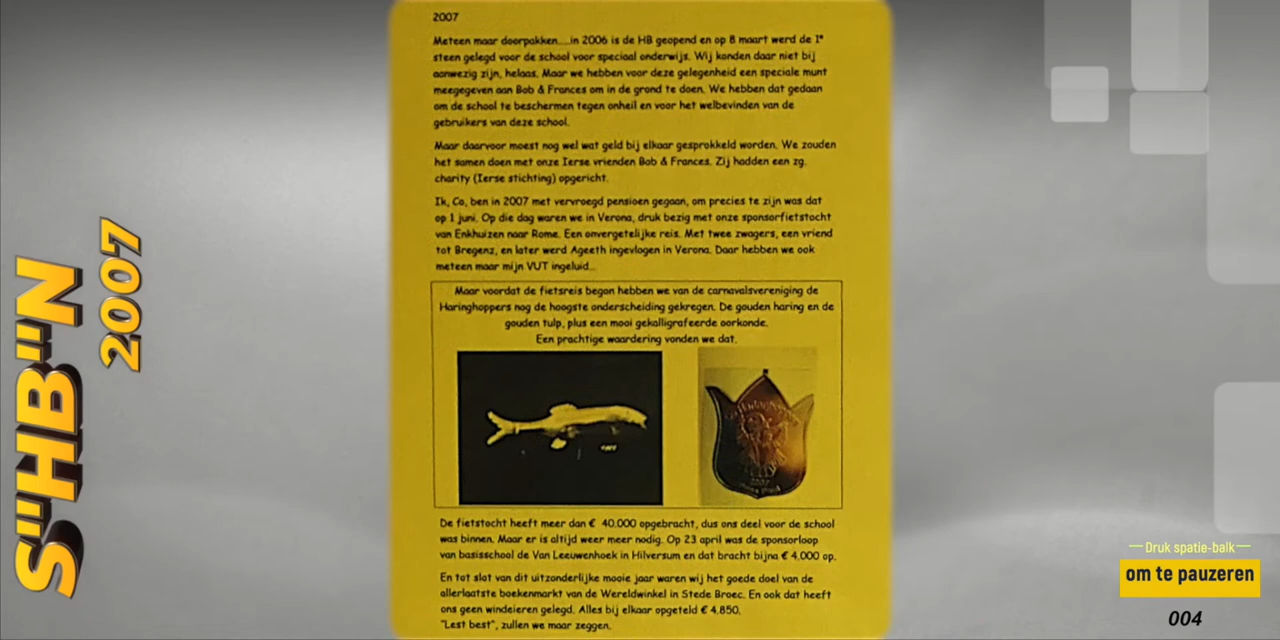 2007
Meteen maar doorpakken....in 2006 is de HB geopend en op 8 maart werd de 1e
steen gelegd voor de school voor speciaal onderwijs. Wij konden daar niet bij
aanwezig zijn, helaas. Maar we hebben voor deze gelegenheid een speciale munt
meegegeven aan Bob & Frances om in de grond te doen. We hebben dat gedaan
om de school te beschermen tegen onheil en voor het welbevinden van de
gebruikers van deze school.
Maar daarvoor moest nog wel wat geld bij elkaar gesprokkeld worden. We zouden
het samen doen met onze Ierse vrienden Bob & Frances. Zij hadden een zg.
charity (Ierse stichting) opgericht.
Ik, Co, ben in 2007 met vervroegd pensioen gegaan, om precies te zijn was dat
op 1 juni. Op die dag waren we in Verona, druk bezig met onze sponsorfietstocht
van Enkhuizen naar Rome. Een onvergetelijke reis. Met twee zwagers, een vriend
tot Bregenz, en later werd Ageeth ingevlogen in Verona. Daar hebben we ook
meteen maar mijn VUT ingeluid...
Maar voordat de fietsreis begon hebben we van de carnavalsvereniging de
Haringhoppers nog de hoogste onderscheiding gekregen. De gouden haring en de
gouden tulp, plus een mooi gekalligrafeerde oorkonde.
Een prachtige waardering vonden we dat.
2007
De fietstocht heeft meer dan € 40.000 opgebracht, dus ons deel voor de school
was binnen. Maar er is altijd weer meer nodig. Op 23 april was de sponsorloop
van basisschool de Van Leeuwenhoek in Hilversum en dat bracht bijna € 4.000 op.
En tot slot van dit uitzonderlijke mooie jaar waren wij het goede doel van de
allerlaatste boekenmarkt van de Wereldwinkel in Stede Broec. En ook dat heeft
ons geen windeieren gelegd. Alles bij elkaar opgeteld € 4.850.
"Lest best", zullen we maar zeggen.
S"HB"N
2007
Druk spatie-balk
om te pauzeren
004